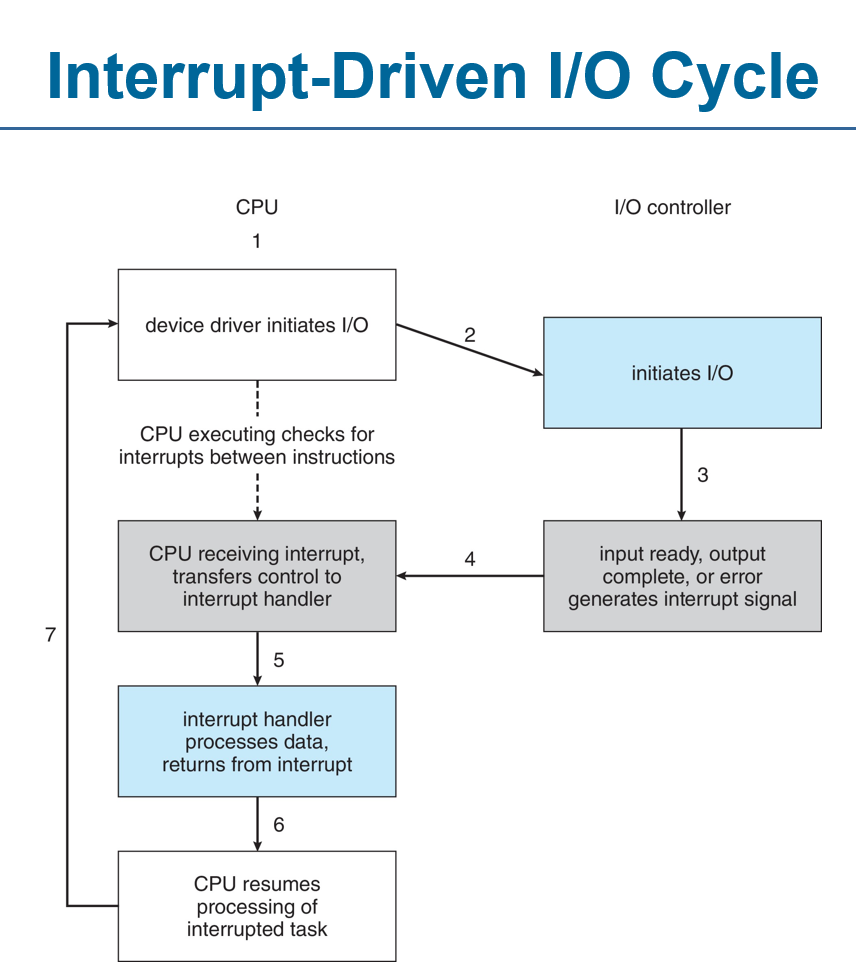 Interrupt-Driven I/O Cycle
CPU
I/O controller
1
device driver initiates I/O
2
initiates I/O
CPU executing checks for
interrupts between instructions
3
CPU receiving interrupt,
transfers control to
interrupt handler
4
input ready, output
complete, or error
generates interrupt signal
7
5
interrupt handler
processes data,
returns from interrupt
6
CPU resumes
processing of
interrupted task